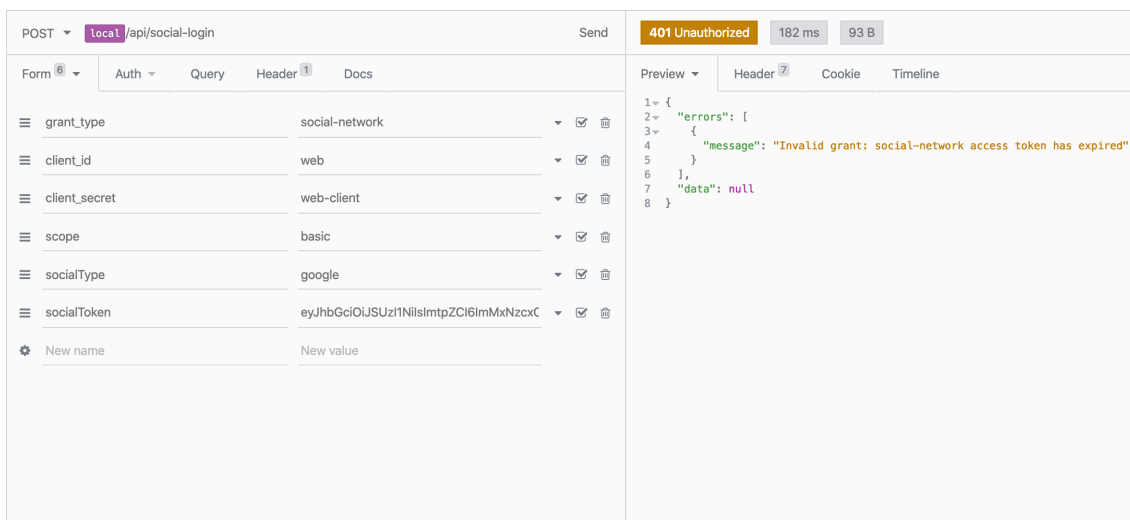 POST local/api/social-login Send
401 Unauthorized 182 ms 93 B
Form 6 Auth Query Header 1 Docs
Preview Header 7 Cookie Timeline
grant_type social-network
client_id web
client_secret web-client
scope basic
socialType google
socialToken
New name New value
1 {
2 "errors": [
3 {
4 "message": "Invalid grant: social-network access token has expired"
5 }
6 ],
7 "data": null
8 }